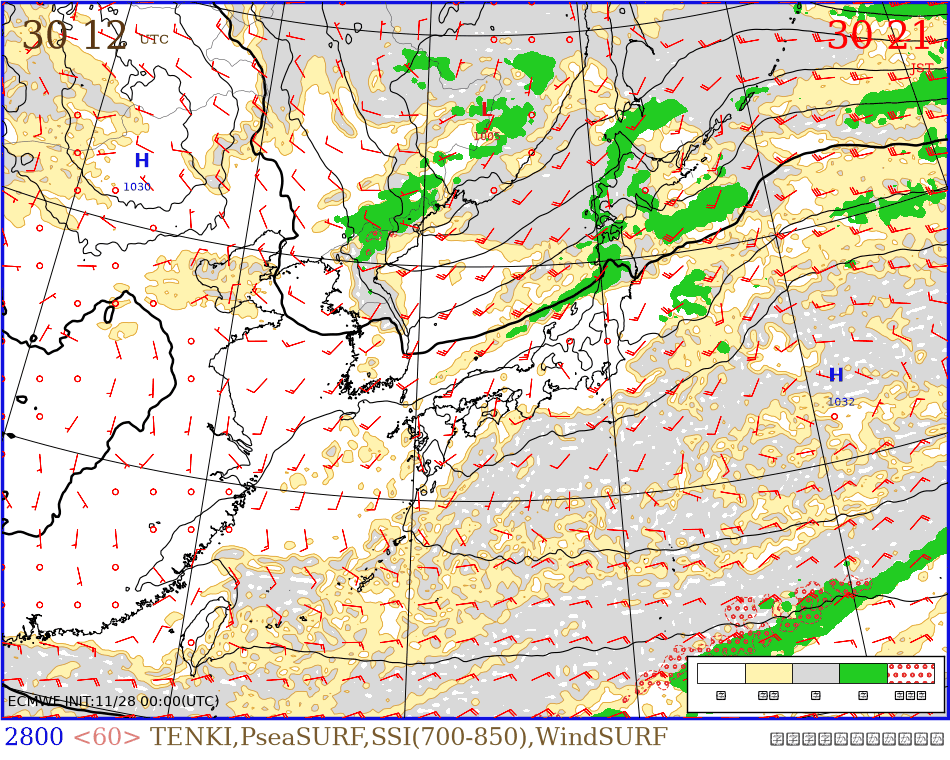 30 12 UTC
30 21
JST
L
1005
H
1030
H
1032
ECMWF INIT:11/28 00:00(UTC)
2800 <60> TENKI,PseaSURF,SSI(700-850),WindSURF